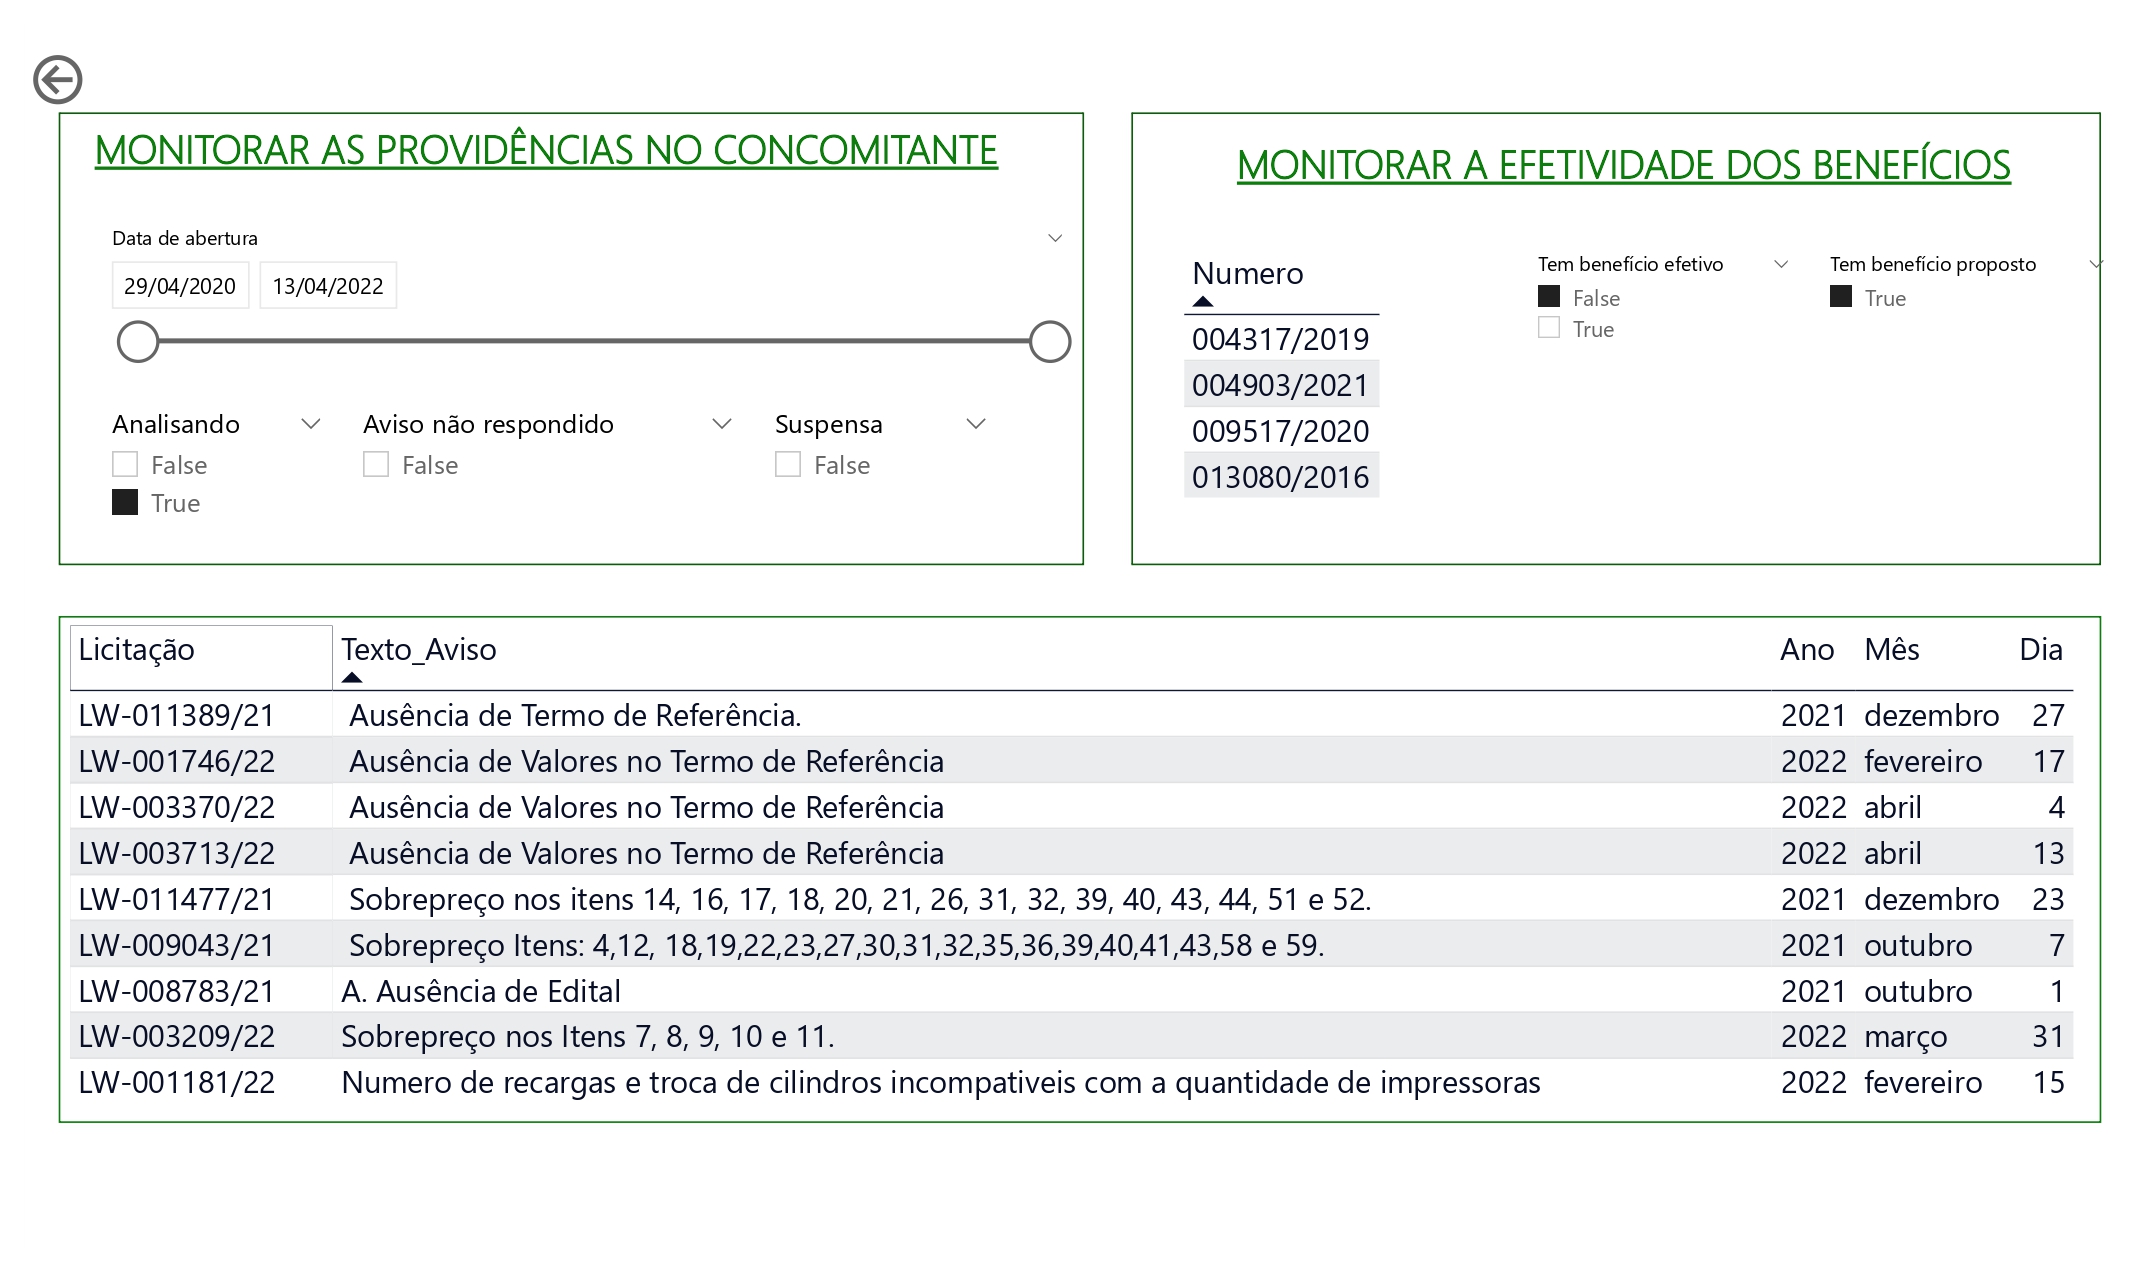 MONITORAR AS PROVIDÊNCIAS NO CONCOMITANTE
Data de abertura
29/04/2020 13/04/2022
Analisando Aviso não respondido Suspensa
False False False
True
MONITORAR A EFETIVIDADE DOS BENEFÍCIOS
Numero
004317/2019
004903/2021
009517/2020
013080/2016
Tem benefício efetivo Tem benefício proposto
False True
True
Licitação Texto_Aviso Ano Mês Dia
LW-011389/21 Ausência de Termo de Referência. 2021 dezembro 27
LW-001746/22 Ausência de Valores no Termo de Referência 2022 fevereiro 17
LW-003370/22 Ausência de Valores no Termo de Referência 2022 abril 4
LW-003713/22 Ausência de Valores no Termo de Referência 2022 abril 13
LW-011477/21 Sobrepreço nos itens 14, 16, 17, 18, 20, 21, 26, 31, 32, 39, 40, 43, 44, 51 e 52. 2021 dezembro 23
LW-009043/21 Sobrepreço Itens: 4,12, 18,19,22,23,27,30,31,32,35,36,39,40,41,43,58 e 59. 2021 outubro 7
LW-008783/21 A. Ausência de Edital 2021 outubro 1
LW-003209/22 Sobrepreço nos Itens 7, 8, 9, 10 e 11. 2022 março 31
LW-001181/22 Numero de recargas e troca de cilindros incompativeis com a quantidade de impressoras 2022 fevereiro 15